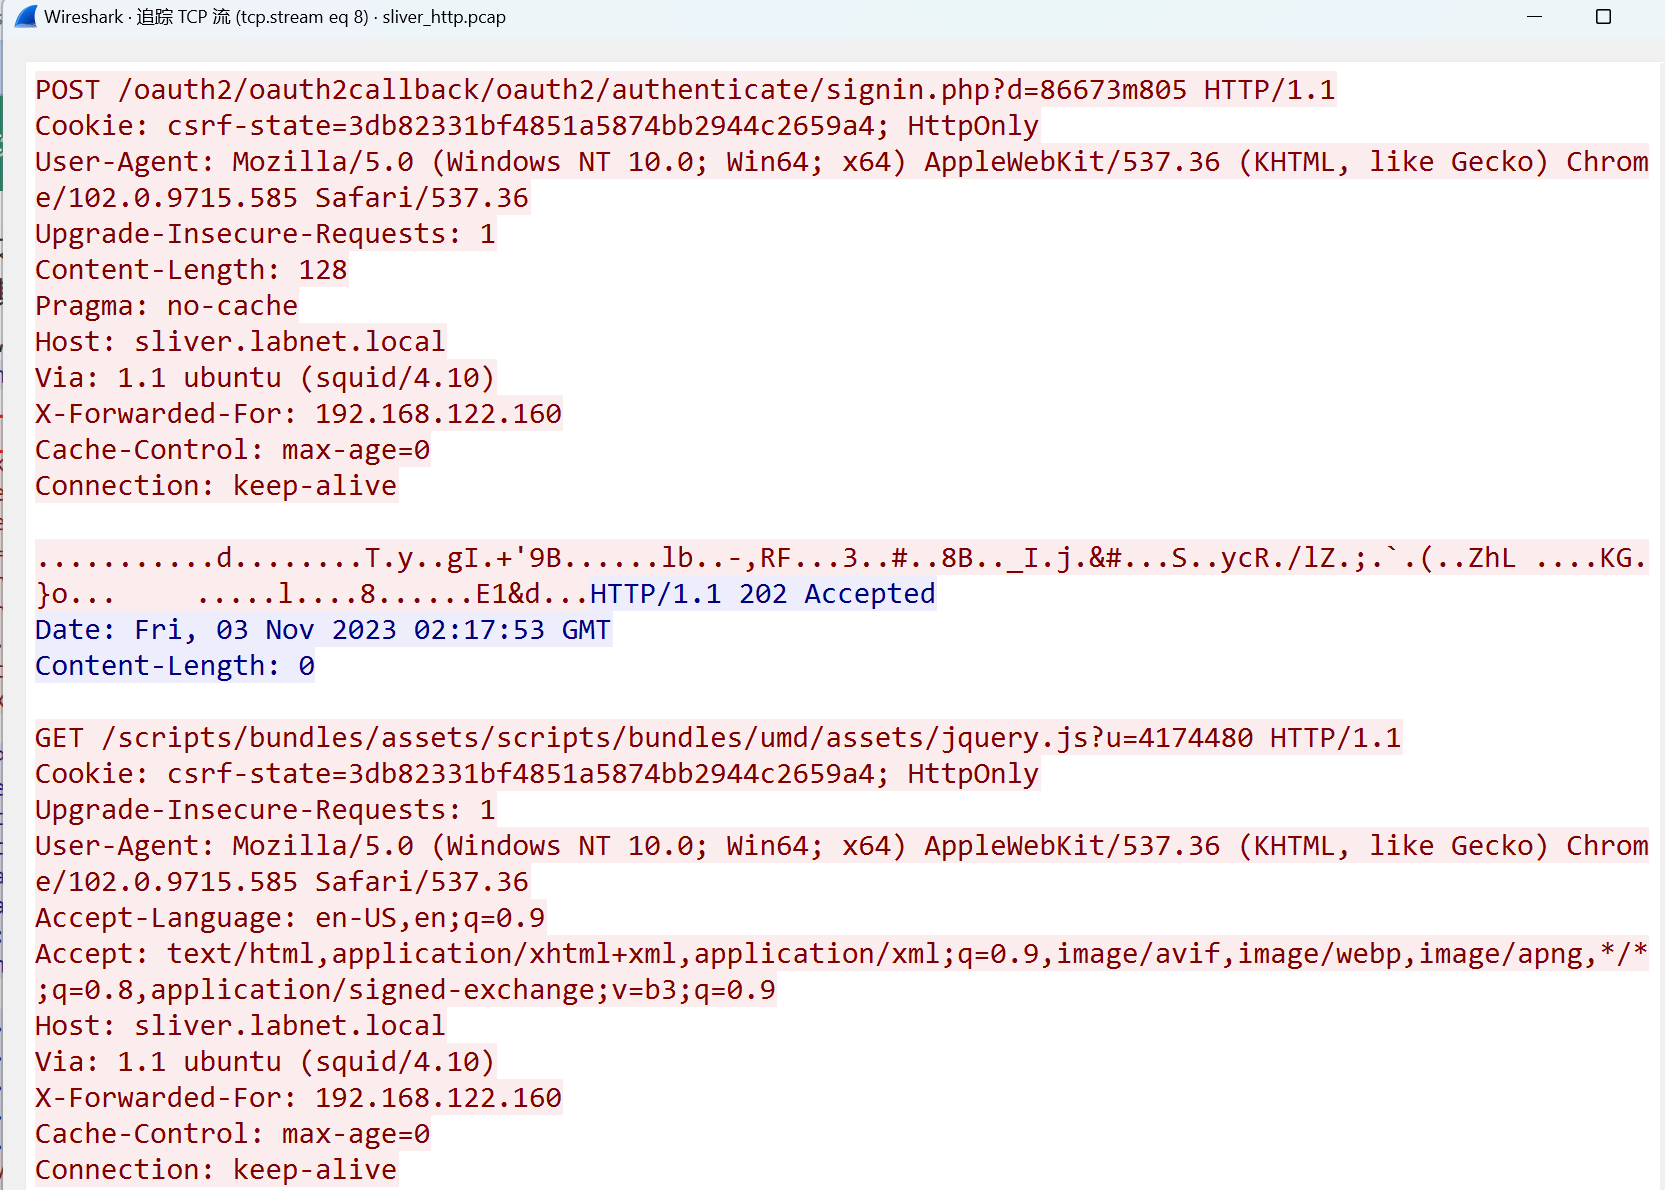 Wireshark · 追踪 TCP 流 (tcp.stream eq 8) · sliver_http.pcap
POST /oauth2/oauth2callback/oauth2/authenticate/signin.php?d=86673m805 HTTP/1.1
Cookie: csrf-state=3db82331bf4851a5874bb2944c2659a4; HttpOnly
User-Agent: Mozilla/5.0 (Windows NT 10.0; Win64; x64) AppleWebKit/537.36 (KHTML, like Gecko) Chrom
e/102.0.9715.585 Safari/537.36
Upgrade-Insecure-Requests: 1
Content-Length: 128
Pragma: no-cache
Host: sliver.labnet.local
Via: 1.1 ubuntu (squid/4.10)
X-Forwarded-For: 192.168.122.160
Cache-Control: max-age=0
Connection: keep-alive
...........d........T.y..gI.+'9B......lb..-,RF...3..#..8B.._I.j.&#...S..ycR./lZ.;.`.(..ZhL ....KG.
}o...     .....l....8......E1&d...HTTP/1.1 202 Accepted
Date: Fri, 03 Nov 2023 02:17:53 GMT
Content-Length: 0
GET /scripts/bundles/assets/scripts/bundles/umd/assets/jquery.js?u=4174480 HTTP/1.1
Cookie: csrf-state=3db82331bf4851a5874bb2944c2659a4; HttpOnly
Upgrade-Insecure-Requests: 1
User-Agent: Mozilla/5.0 (Windows NT 10.0; Win64; x64) AppleWebKit/537.36 (KHTML, like Gecko) Chrom
e/102.0.9715.585 Safari/537.36
Accept-Language: en-US,en;q=0.9
Accept: text/html,application/xhtml+xml,application/xml;q=0.9,image/avif,image/webp,image/apng,*/*
;q=0.8,application/signed-exchange;v=b3;q=0.9
Host: sliver.labnet.local
Via: 1.1 ubuntu (squid/4.10)
X-Forwarded-For: 192.168.122.160
Cache-Control: max-age=0
Connection: keep-alive